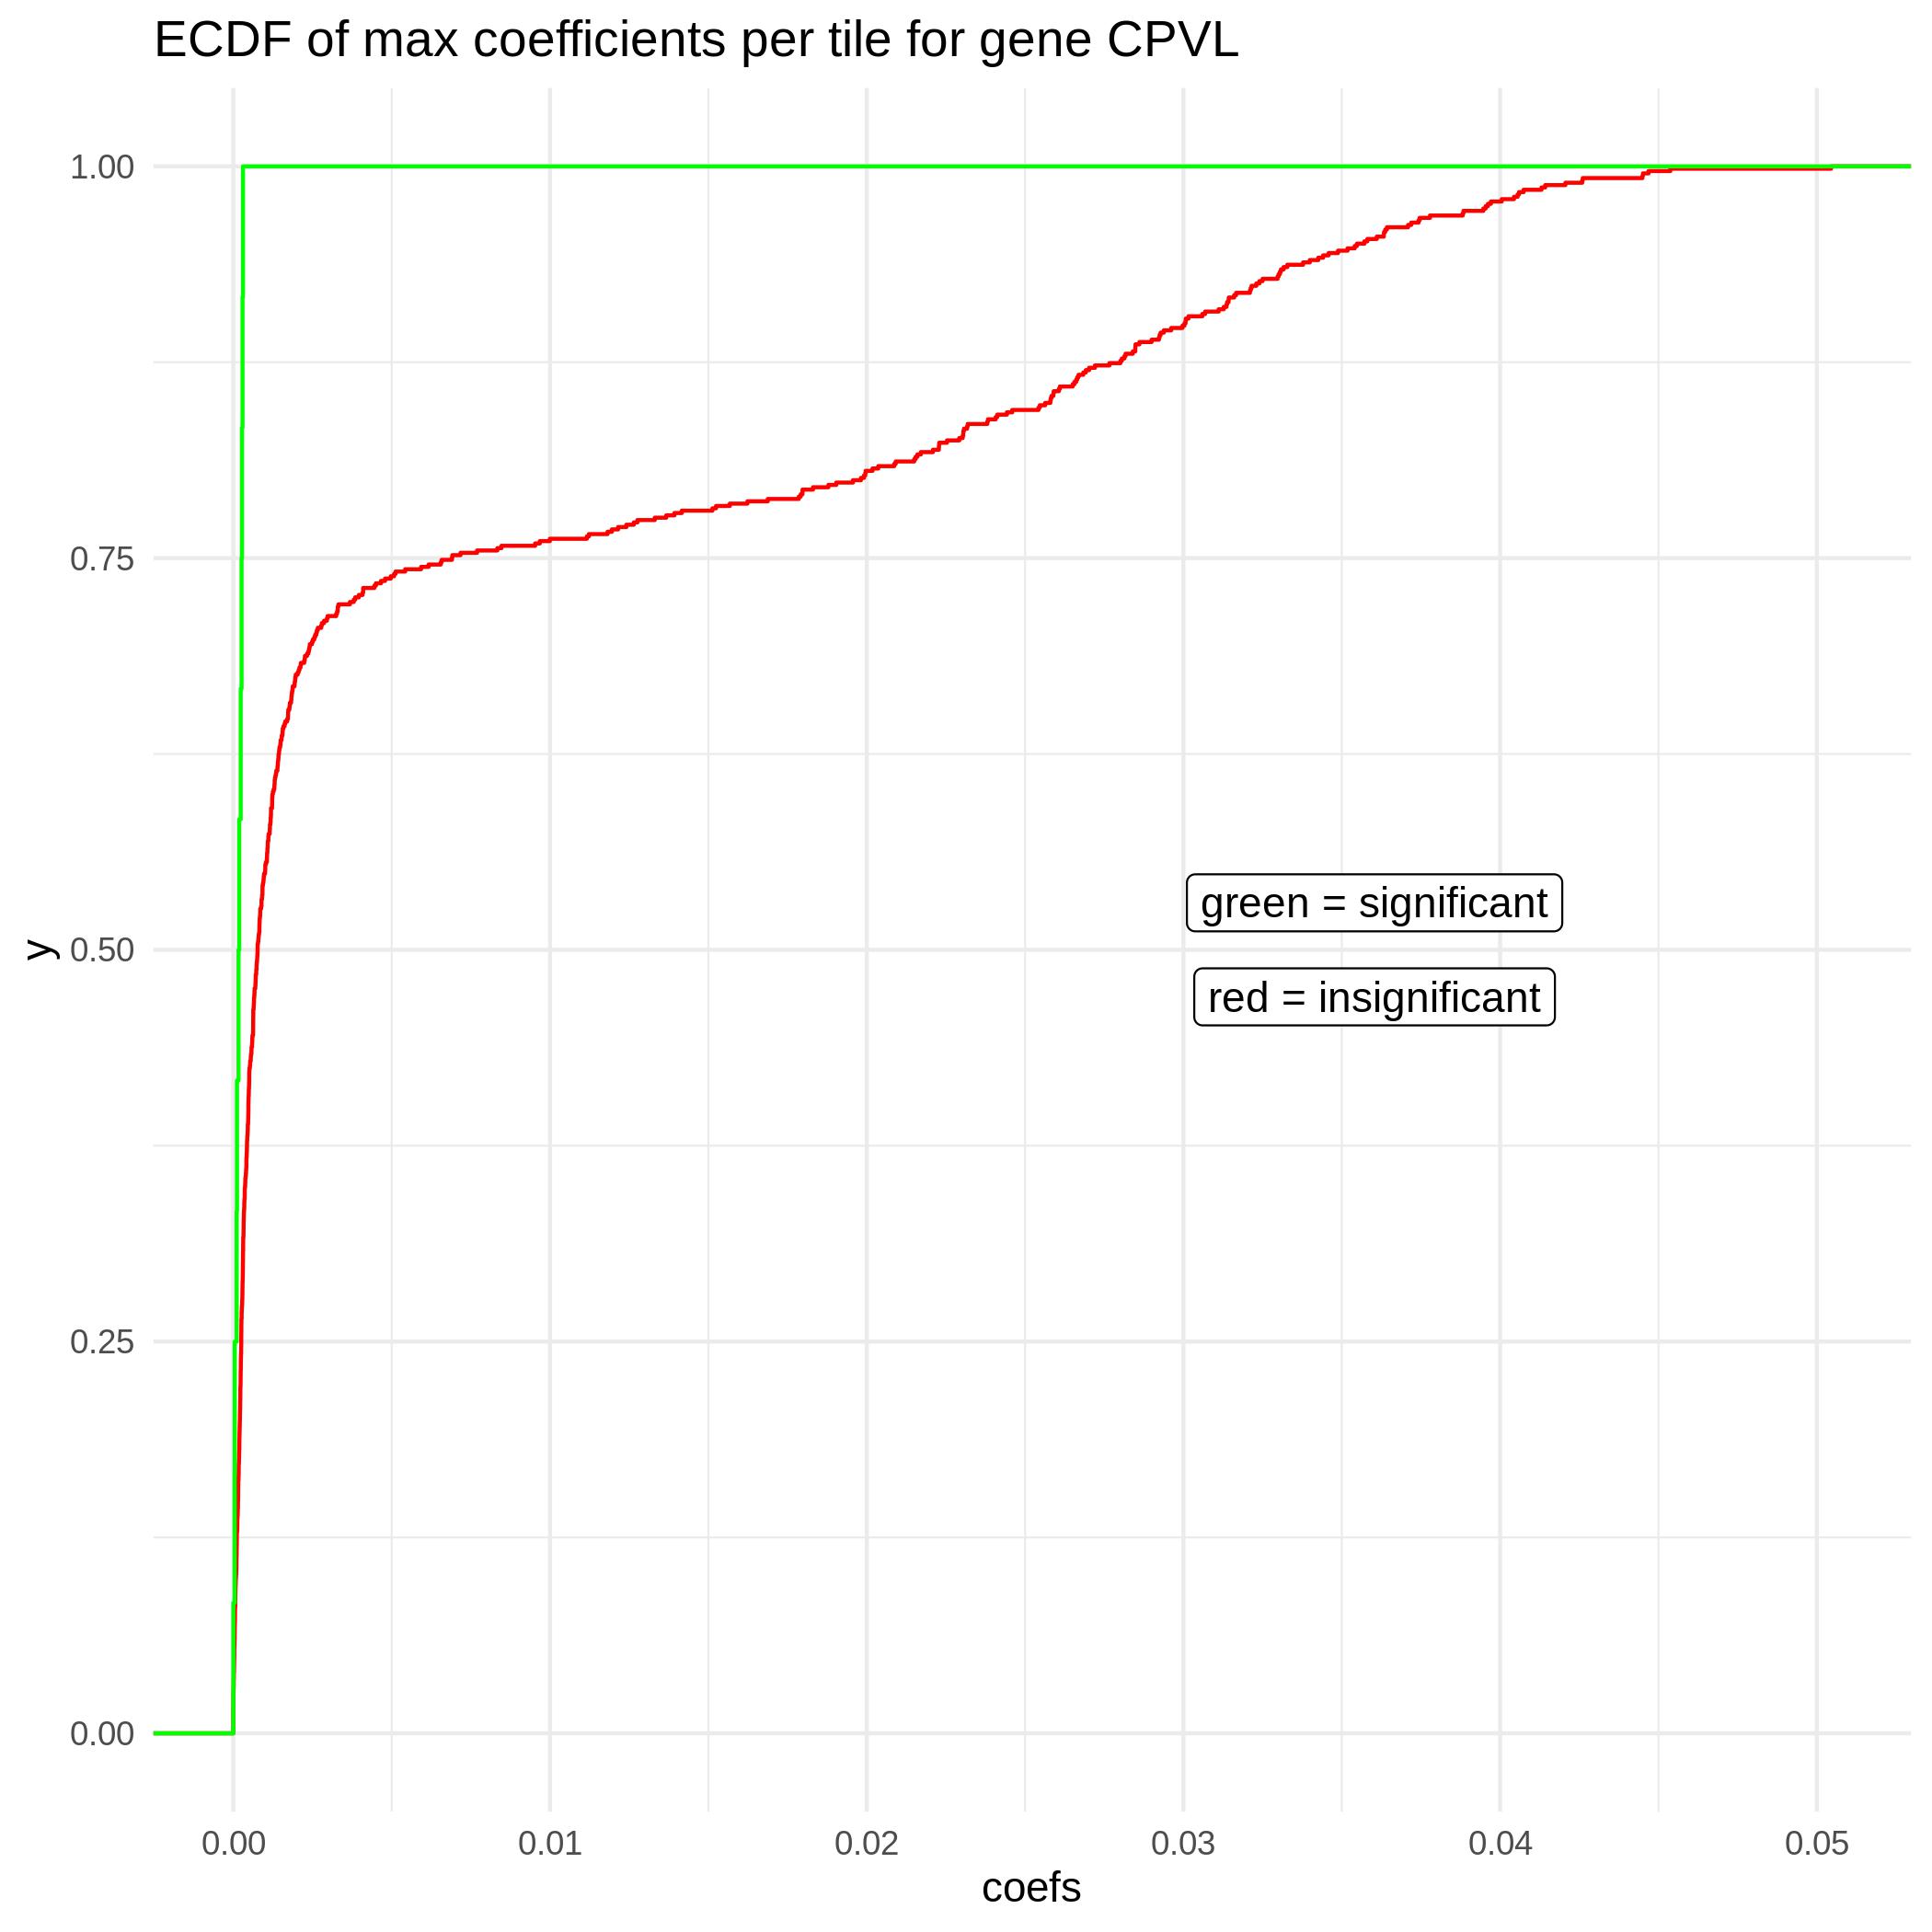 ECDF of max coefficients per tile for gene CPVL
1.00
0.75
0.50
0.25
0.00
y
green = significant
red = insignificant
0.00 0.01 0.02 0.03 0.04 0.05
coefs